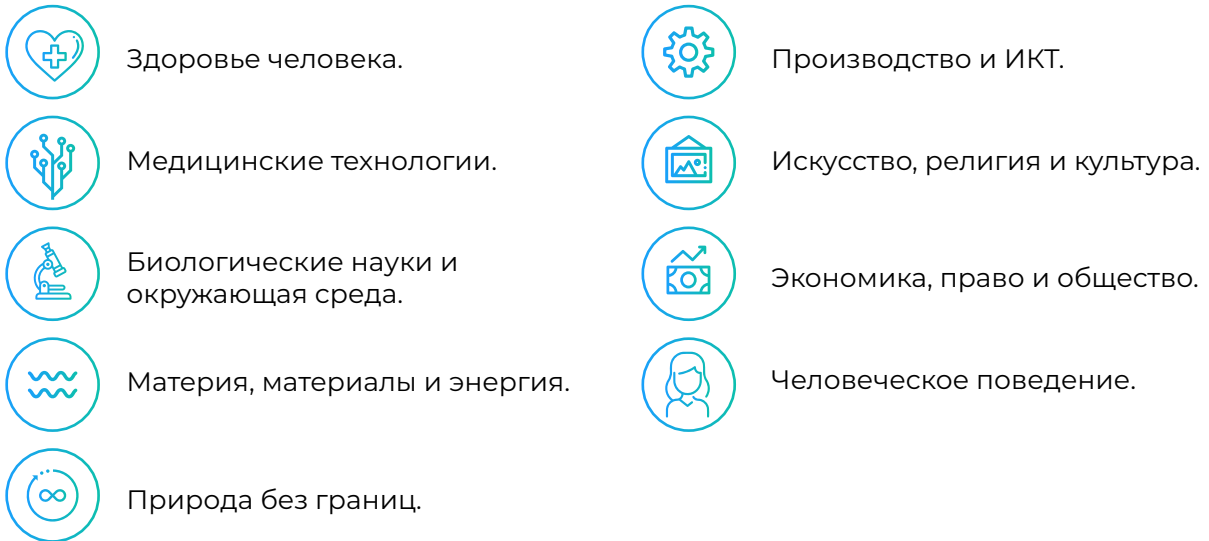 Здоровье человека.
Медицинские технологии.
Биологические науки и
окружающая среда.
Материя, материалы и энергия.
Природа без границ.
Производство и ИКТ.
Искусство, религия и культура.
Экономика, право и общество.
Человеческое поведение.